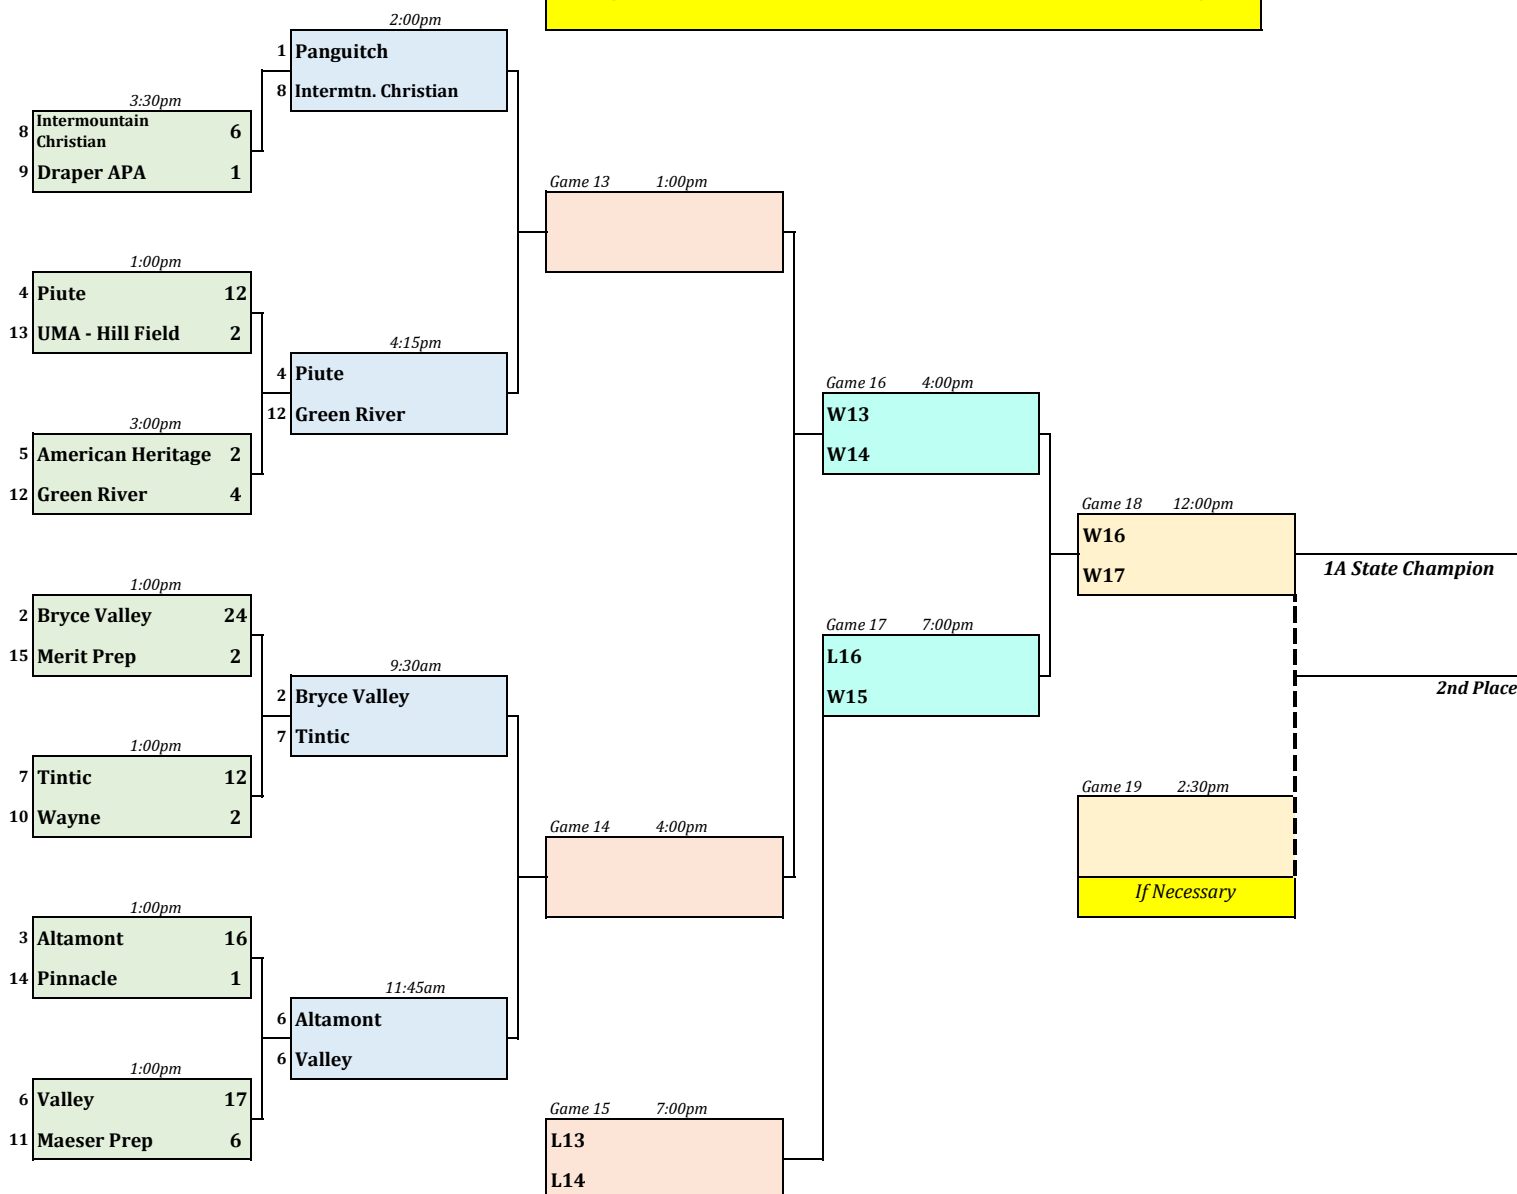 2:00pm
1 Panguitch
8 Intermtn. Christian
3:30pm
8 Intermountain Christian 6
9 Draper APA 1
Game 13 1:00pm
1:00pm
4 Piute 12
13 UMA - Hill Field 2
4:15pm
4 Piute
12 Green River
3:00pm
5 American Heritage 2
12 Green River 4
Game 16 4:00pm
W13
W14
Game 18 12:00pm
W16
W17
1A State Champion
1:00pm
2 Bryce Valley 24
15 Merit Prep 2
Game 17 7:00pm
L16
W15
9:30am
2 Bryce Valley
7 Tintic
2nd Place
1:00pm
7 Tintic 12
10 Wayne 2
Game 19 2:30pm
If Necessary
Game 14 4:00pm
1:00pm
3 Altamont 16
14 Pinnacle 1
11:45am
6 Altamont
6 Valley
1:00pm
6 Valley 17
11 Maeser Prep 6
Game 15 7:00pm
L13
L14